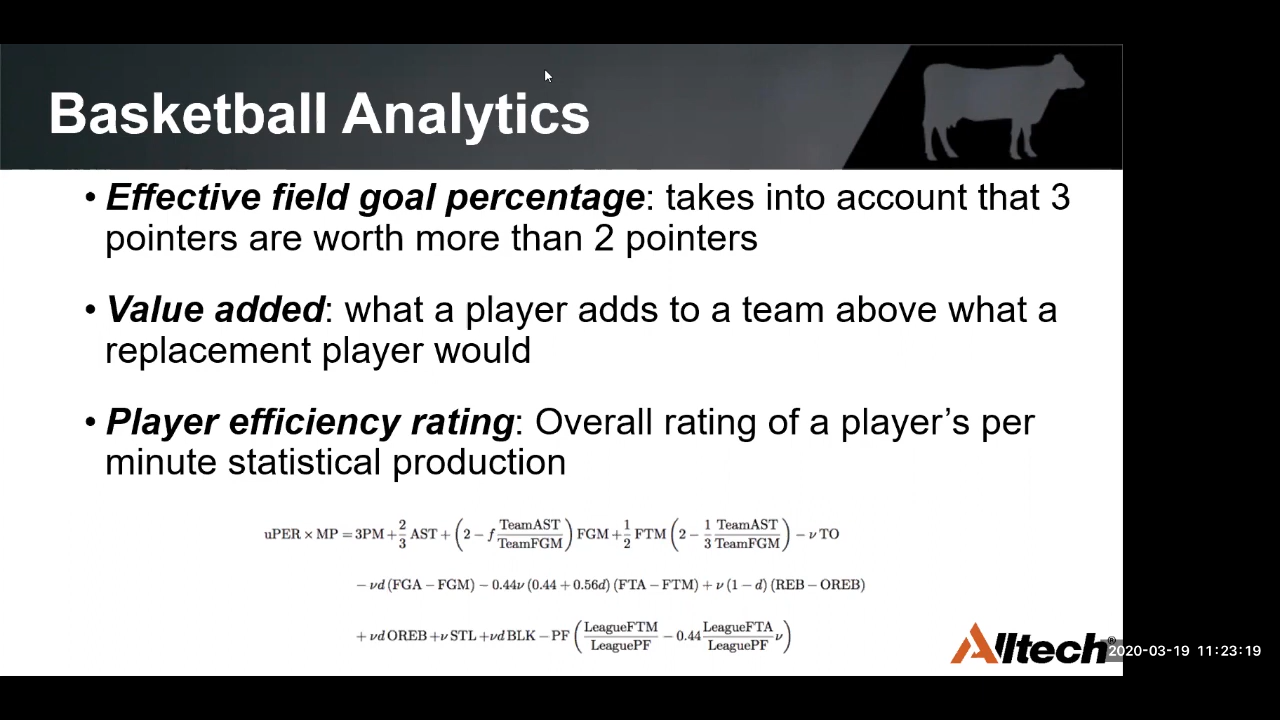 Basketball Analytics
• Effective field goal percentage: takes into account that 3
pointers are worth more than 2 pointers
• Value added: what a player adds to a team above what a
replacement player would
• Player efficiency rating: Overall rating of a player’s per
minute statistical production
uPER × MP = 3PM + 2/3 AST + (2 − f TeamAST/TeamFGM) FGM + 1/2 FTM (2 − 1/3 TeamAST/TeamFGM) − ν TO
− νd (FGA − FGM) − 0.44ν (0.44 + 0.56d) (FTA − FTM) + ν (1 − d) (REB − OREB)
+ νd OREB + ν STL + νd BLK − PF (LeagueFTM/LeaguePF − 0.44 LeagueFTA/LeaguePF ν)
Alltech®
2020-03-19 11:23:19